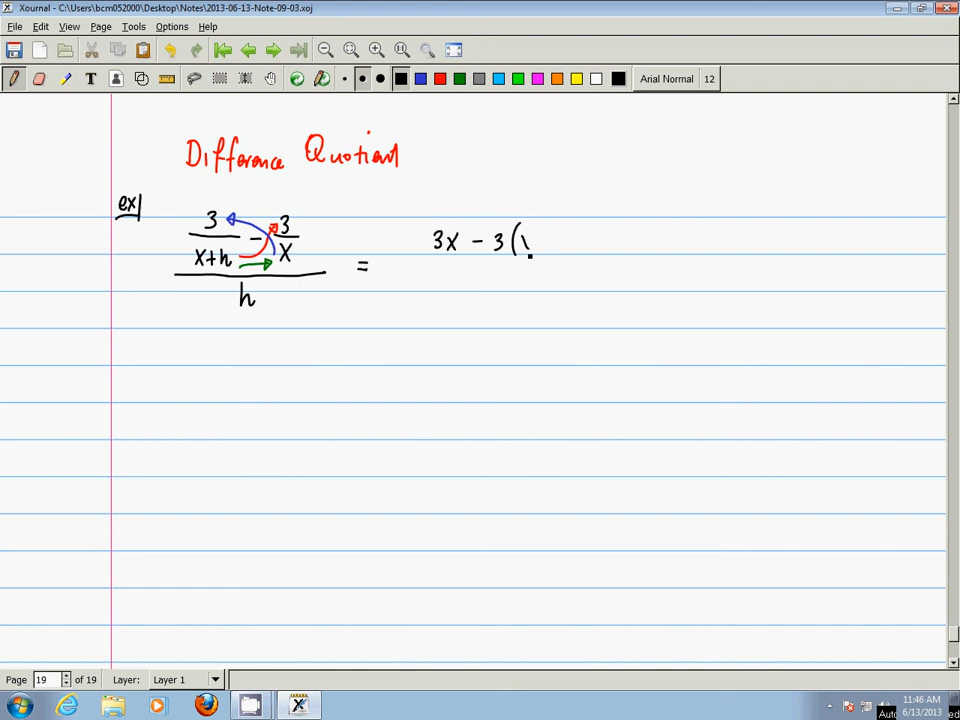 Xournal - C:\Users\bcm052000\Desktop\Notes\2013-06-13-Note-09-03.xoj
File Edit View Page Tools Options Help
Arial Normal 12
Difference Quotient
ex1
3/(x+h) - 3/x
h
= 3x - 3(
Page 19 of 19 Layer: Layer 1
11:46 AM
6/13/2013